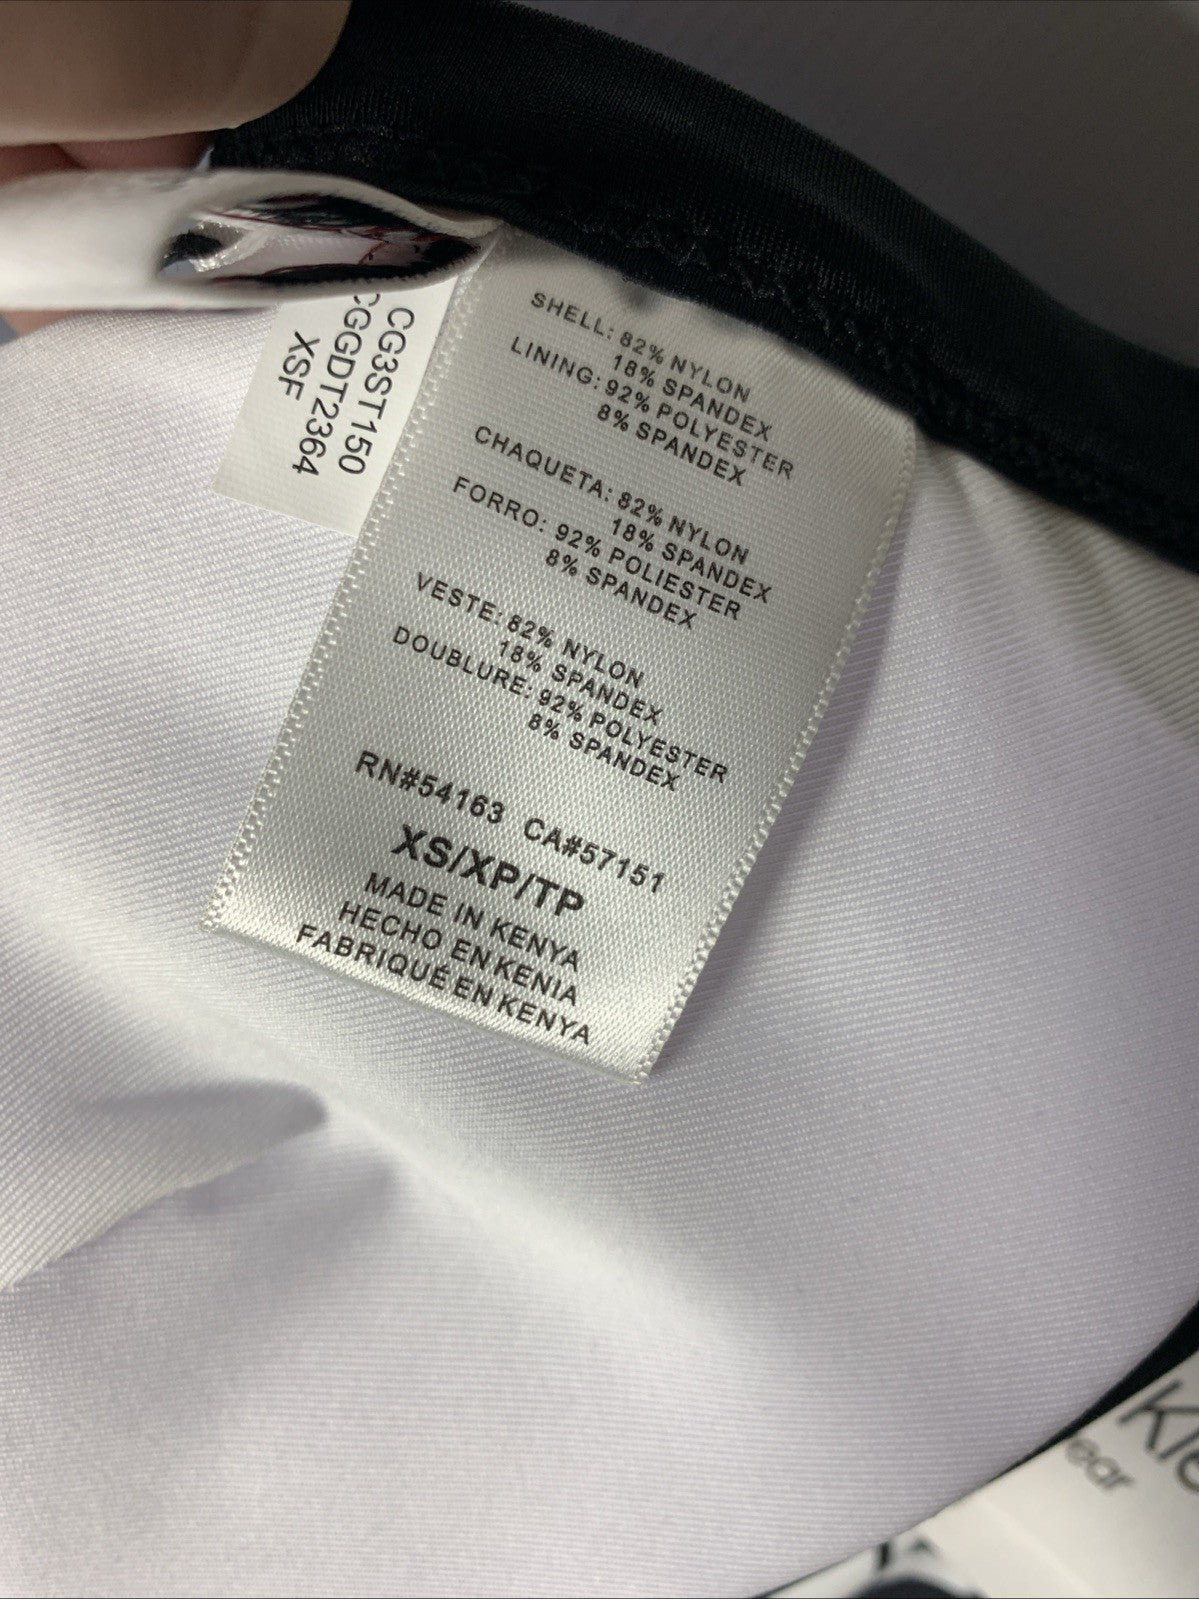 CG3ST150
CGGDT2364
XSF
SHELL: 82% NYLON
18% SPANDEX
LINING: 92% POLYESTER
8% SPANDEX
CHAQUETA: 82% NYLON
18% SPANDEX
FORRO: 92% POLIESTER
8% SPANDEX
VESTE: 82% NYLON
18% SPANDEX
DOUBLURE: 92% POLYESTER
8% SPANDEX
RN#54163 CA#57151
XS/XP/TP
MADE IN KENYA
HECHO EN KENIA
FABRIQUÉ EN KENYA
Kle
ear